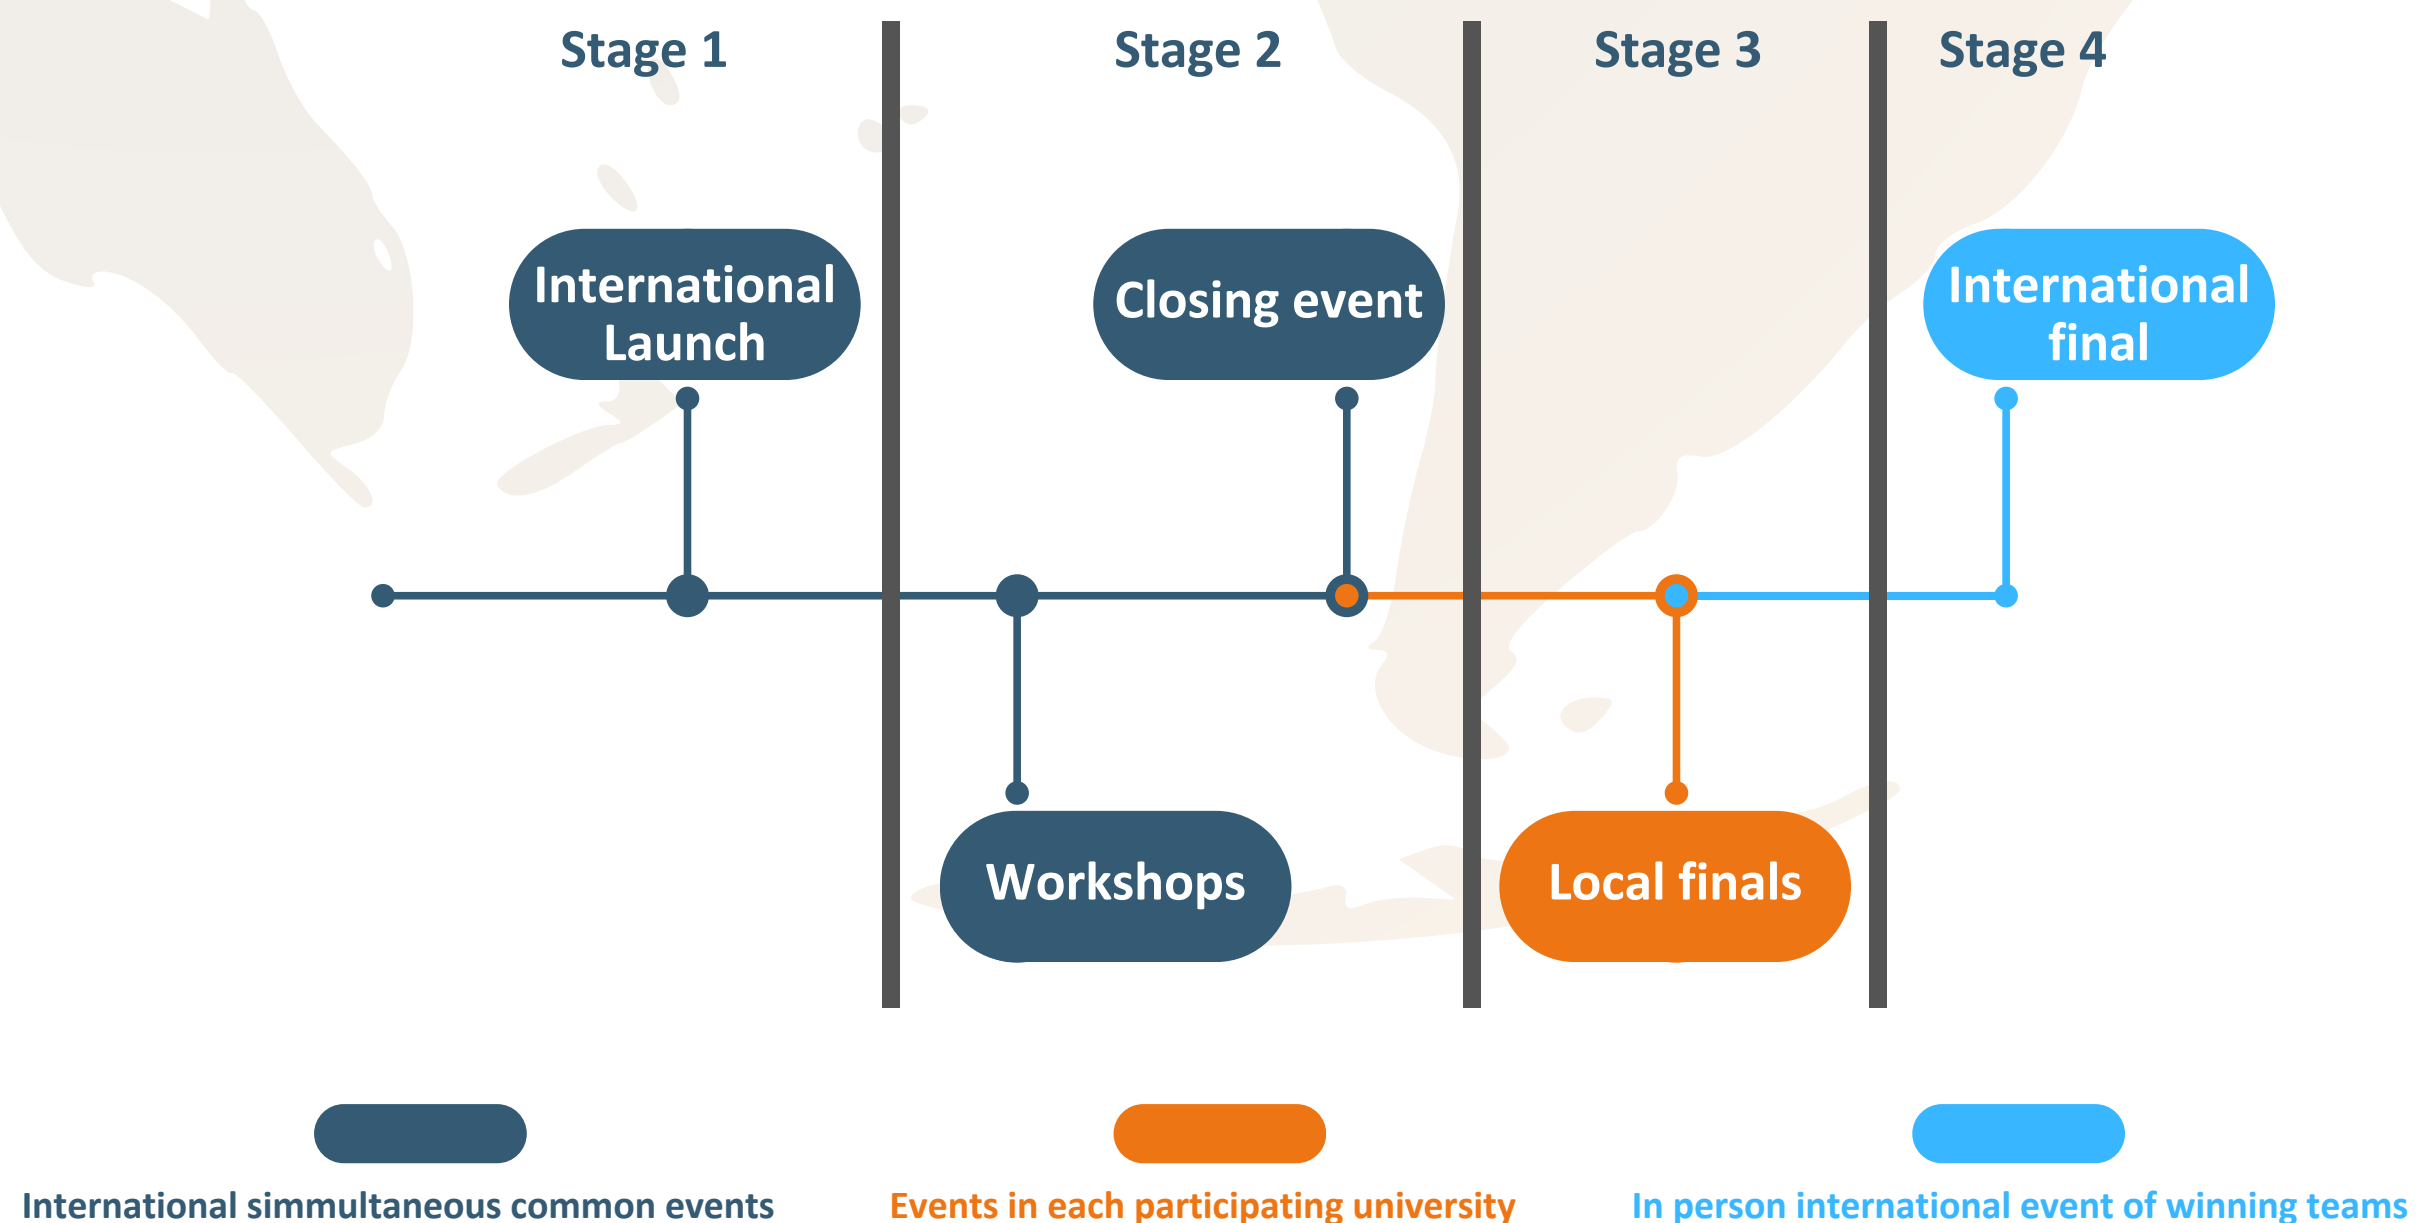 Stage 1
Stage 2
Stage 3
Stage 4
International
Launch
Closing event
International
final
Workshops
Local finals
International simmultaneous common events
Events in each participating university
In person international event of winning teams